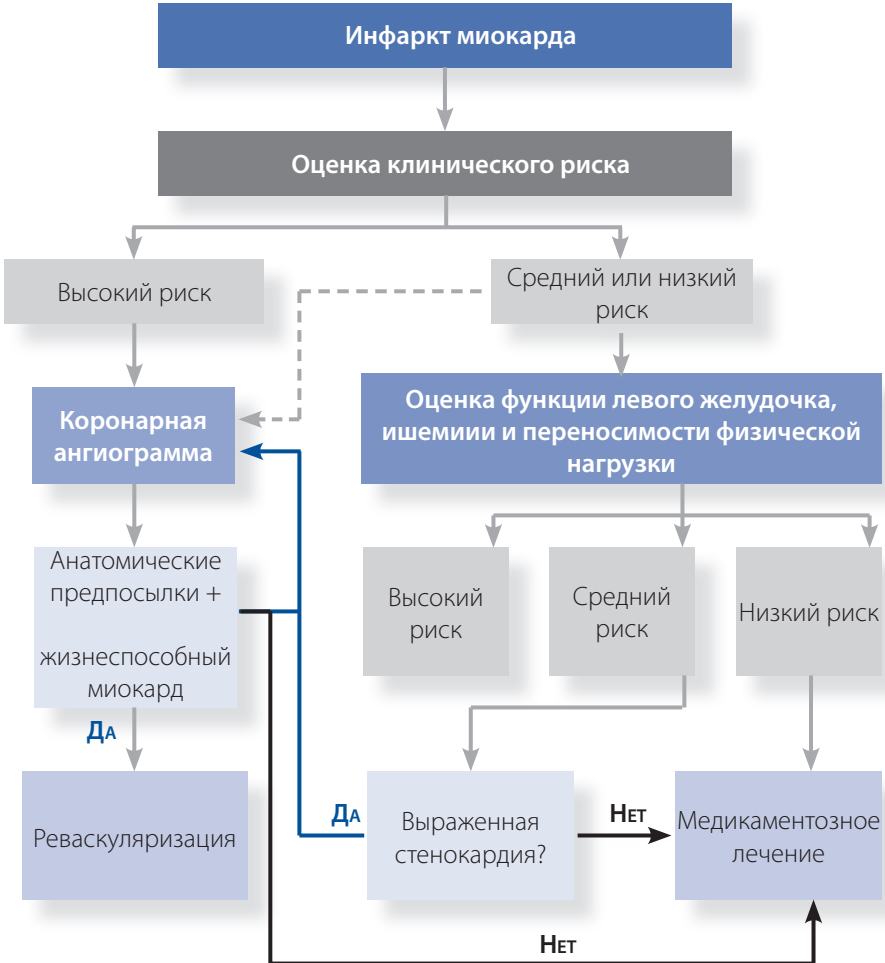 Инфаркт миокарда
Оценка клинического риска
Высокий риск
Средний или низкий
риск
Коронарная
ангиограмма
Оценка функции левого желудочка,
ишемиии и переносимости физической
нагрузки
Анатомические
предпосылки +
жизнеспособный
миокард
Высокий
риск
Средний
риск
Низкий риск
Да
Реваскуляризация
Да
Выраженная
стенокардия?
Нет
Медикаментозное
лечение
Нет